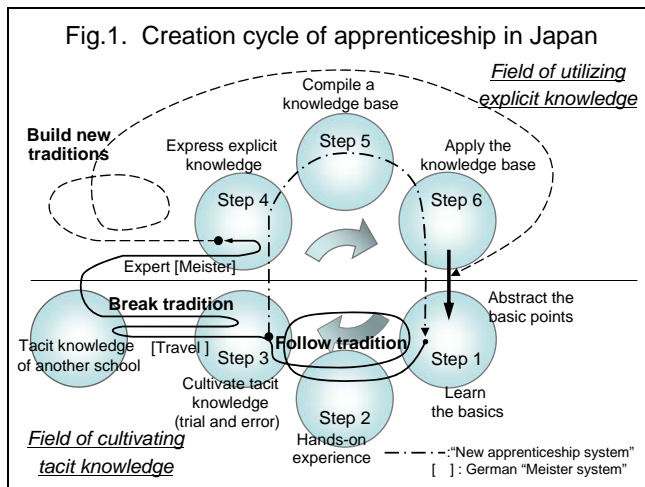 Fig.1. Creation cycle of apprenticeship in Japan
Field of utilizing
explicit knowledge
Compile a
knowledge base
Build new
traditions
Express explicit
knowledge
Step 5
Apply the
knowledge base
Step 4
Step 6
Expert [Meister]
Break tradition
Abstract the
basic points
Tacit knowledge
of another school
[Travel ]
Step 3
Follow tradition
Step 1
Cultivate tacit
knowledge
(trial and error)
Step 2
Learn
the basics
Hands-on
experience
Field of cultivating
tacit knowledge
:“New apprenticeship system”
[ ] : German “Meister system”